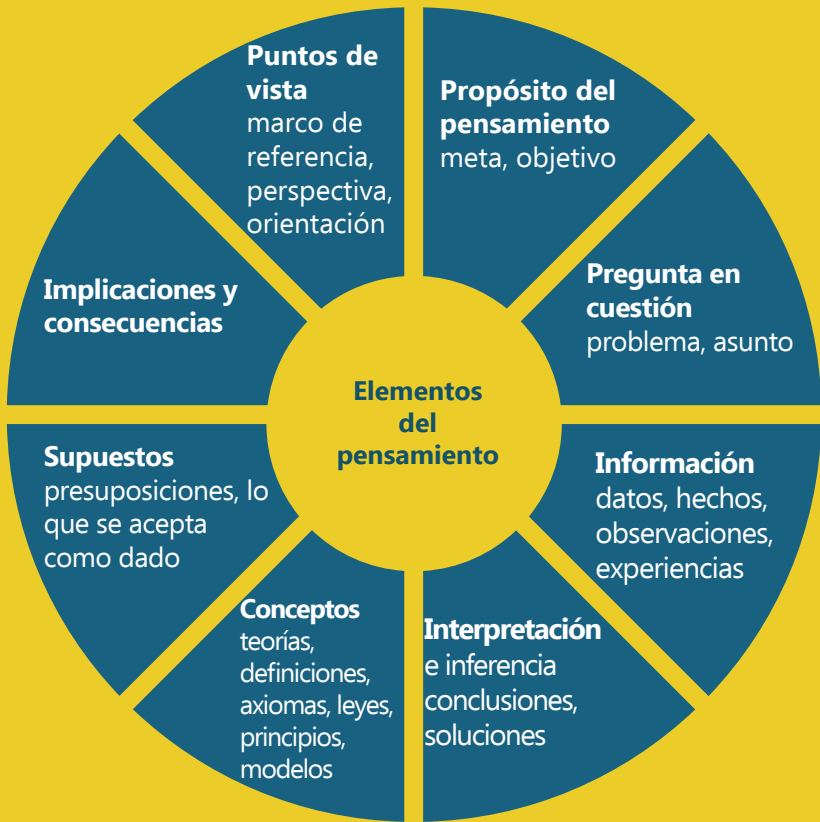 Puntos de
vista
marco de
referencia,
perspectiva,
orientación
Propósito del
pensamiento
meta, objetivo
Pregunta en
cuestión
problema, asunto
Implicaciones y
consecuencias
Elementos
del
pensamiento
Supuestos
presuposiciones, lo
que se acepta
como dado
Información
datos, hechos,
observaciones,
experiencias
Conceptos
teorías,
definiciones,
axiomas, leyes,
principios,
modelos
Interpretación
e inferencia
conclusiones,
soluciones